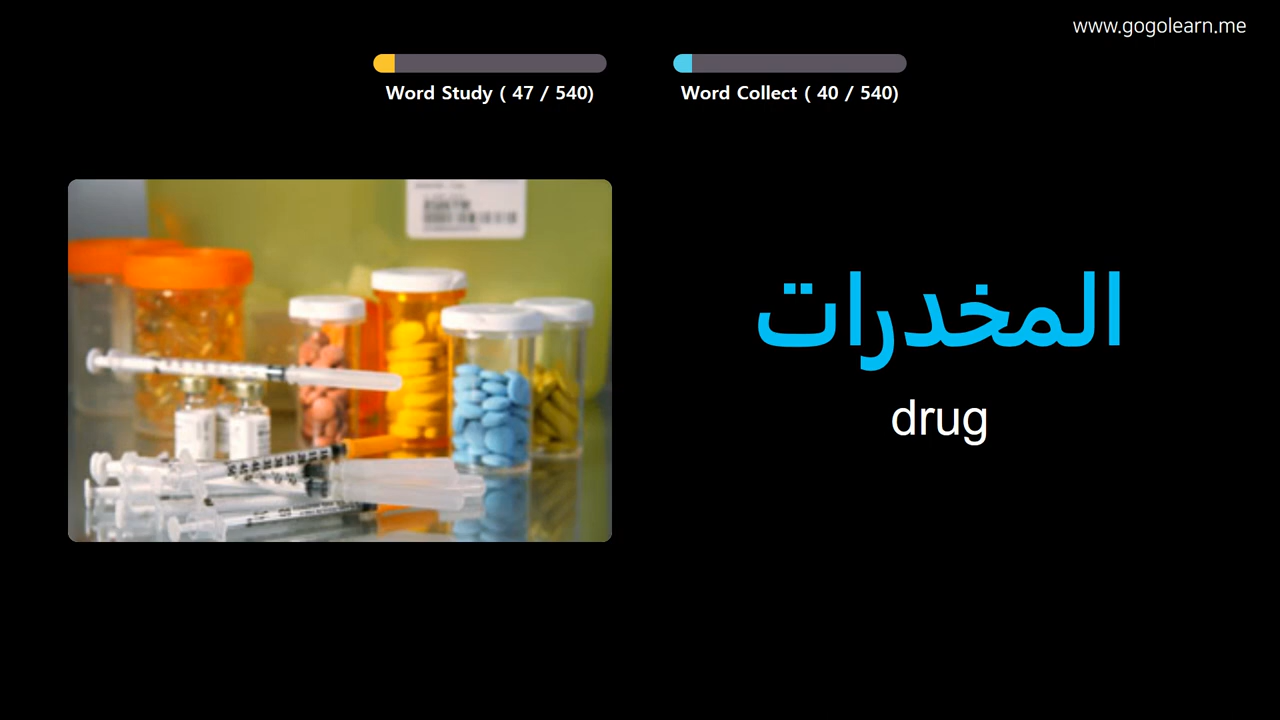 www.gogolearn.me
Word Study ( 47 / 540)
Word Collect ( 40 / 540)
المخدرات
drug